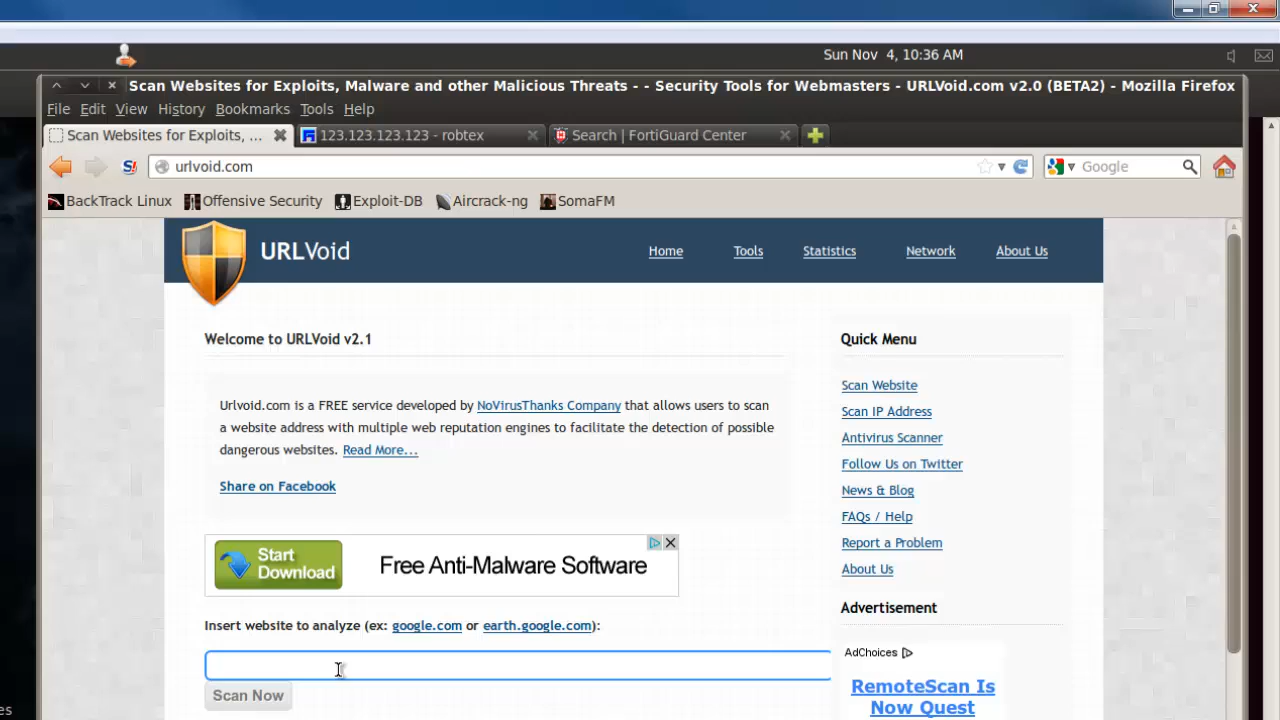 Sun Nov 4, 10:36 AM
Scan Websites for Exploits, Malware and other Malicious Threats - - Security Tools for Webmasters - URLVoid.com v2.0 (BETA2) - Mozilla Firefox
File Edit View History Bookmarks Tools Help
Scan Websites for Exploits, ... 123.123.123.123 - robtex Search | FortiGuard Center
urlvoid.com Google
BackTrack Linux Offensive Security Exploit-DB Aircrack-ng SomaFM
URLVoid Home Tools Statistics Network About Us
Welcome to URLVoid v2.1
Urlvoid.com is a FREE service developed by NoVirusThanks Company that allows users to scan
a website address with multiple web reputation engines to facilitate the detection of possible
dangerous websites. Read More...
Share on Facebook
Start
Download
Free Anti-Malware Software
Insert website to analyze (ex: google.com or earth.google.com):
Scan Now
Quick Menu
Scan Website
Scan IP Address
Antivirus Scanner
Follow Us on Twitter
News & Blog
FAQs / Help
Report a Problem
About Us
Advertisement
AdChoices
RemoteScan Is
Now Quest
es